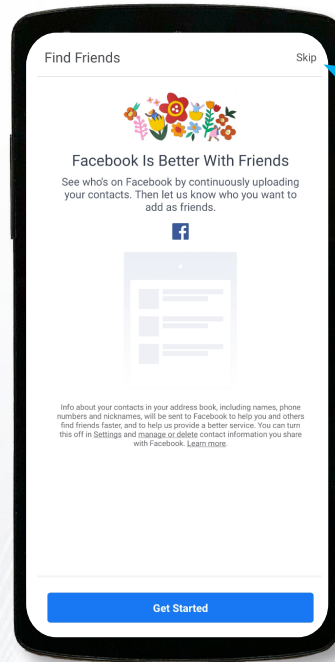 Find Friends
Skip
Facebook Is Better With Friends
See who's on Facebook by continuously uploading
your contacts. Then let us know who you want to
add as friends.
Info about your contacts in your address book, including names, phone
numbers and nicknames, will be sent to Facebook to help you and others
find friends faster, and to help us provide a better service. You can turn
this off in Settings and manage or delete contact information you share
with Facebook. Learn more.
Get Started